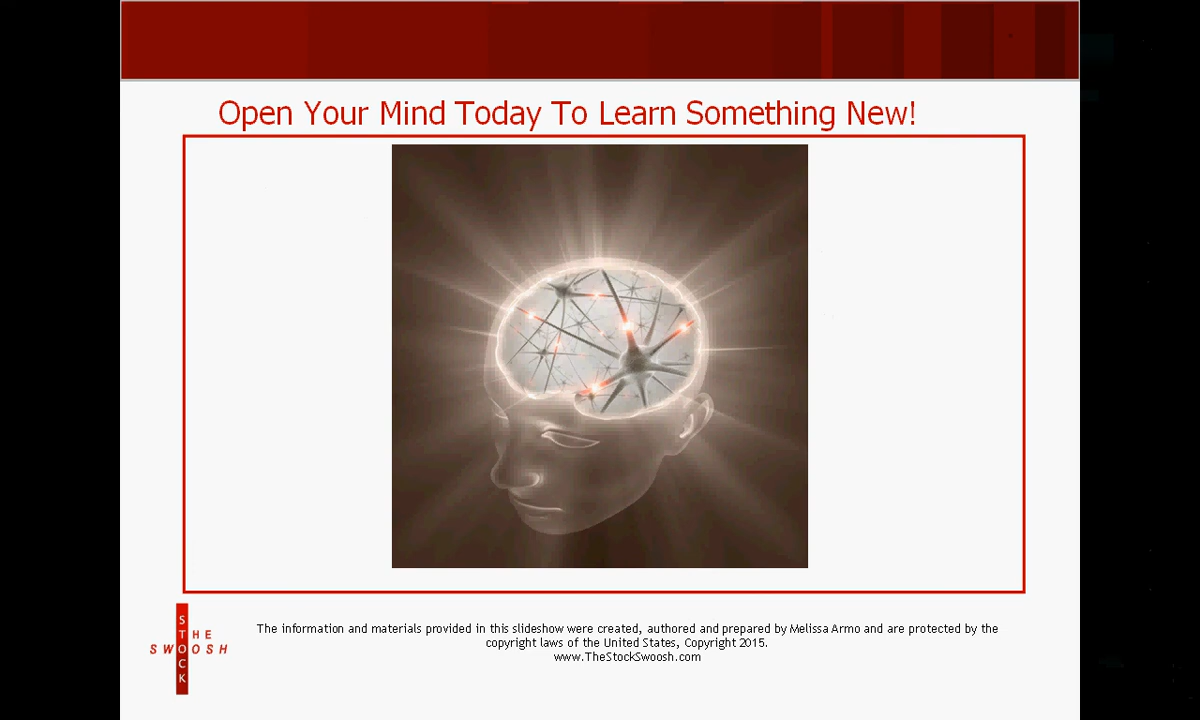 Open Your Mind Today To Learn Something New!
THE
SWOOSH
STOCK
The information and materials provided in this slideshow were created, authored and prepared by Melissa Armo and are protected by the
copyright laws of the United States, Copyright 2015.
www.TheStockSwoosh.com